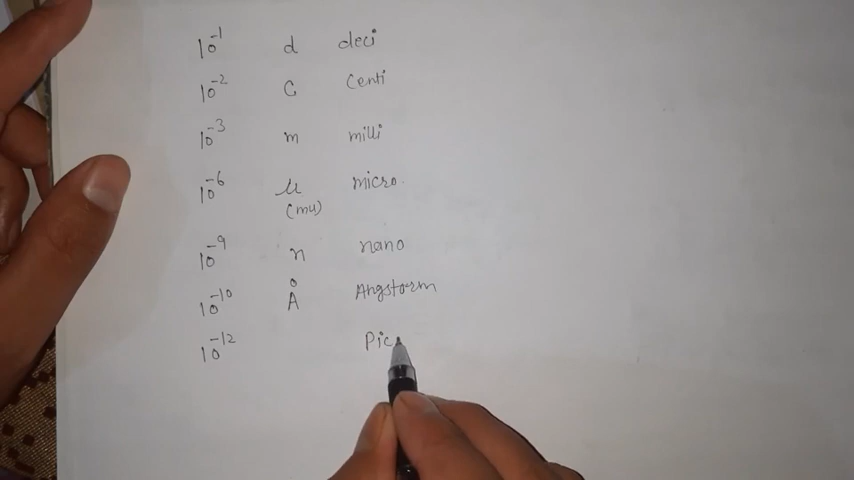 10⁻¹ d deci
10⁻² C Centi
10⁻³ m milli
10⁻⁶ μ micro.
(mu)
10⁻⁹ n nano
10⁻¹⁰ Å Angstorm
10⁻¹² Pic